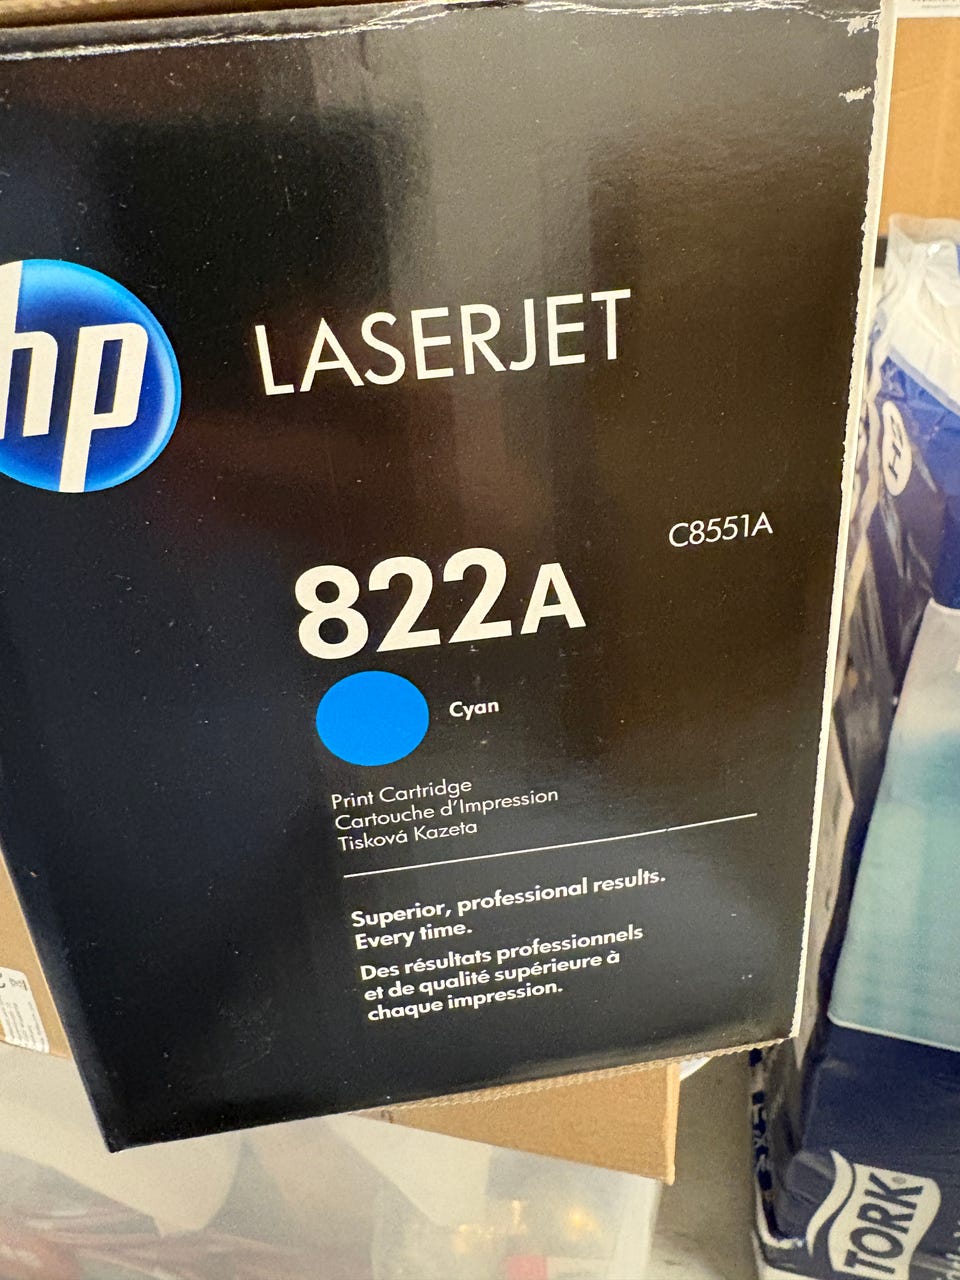 hp
LASERJET
C8551A
822A
Cyan
Print Cartridge
Cartouche d'Impression
Tisková Kazeta
Superior, professional results.
Every time.
Des résultats professionnels
et de qualité supérieure à
chaque impression.
TORK